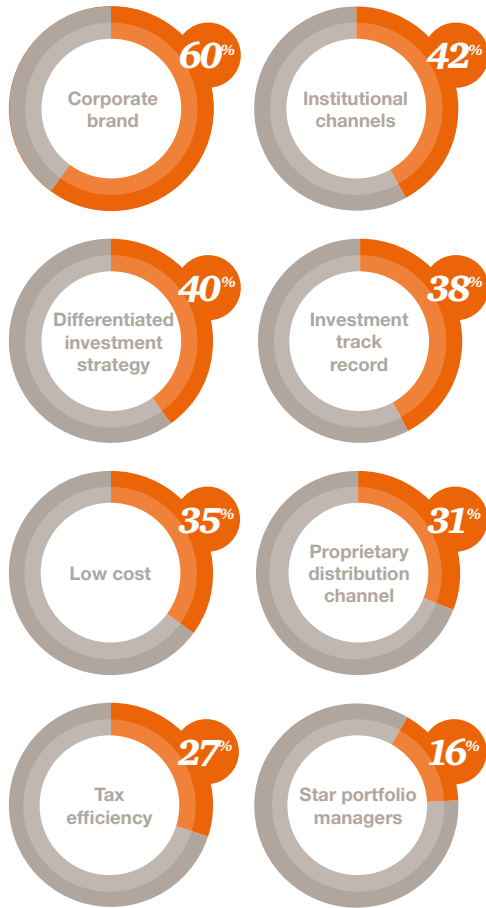 60%
Corporate
brand
42%
Institutional
channels
40%
Differentiated
investment
strategy
38%
Investment
track
record
35%
Low cost
31%
Proprietary
distribution
channel
27%
Tax
efficiency
16%
Star portfolio
managers